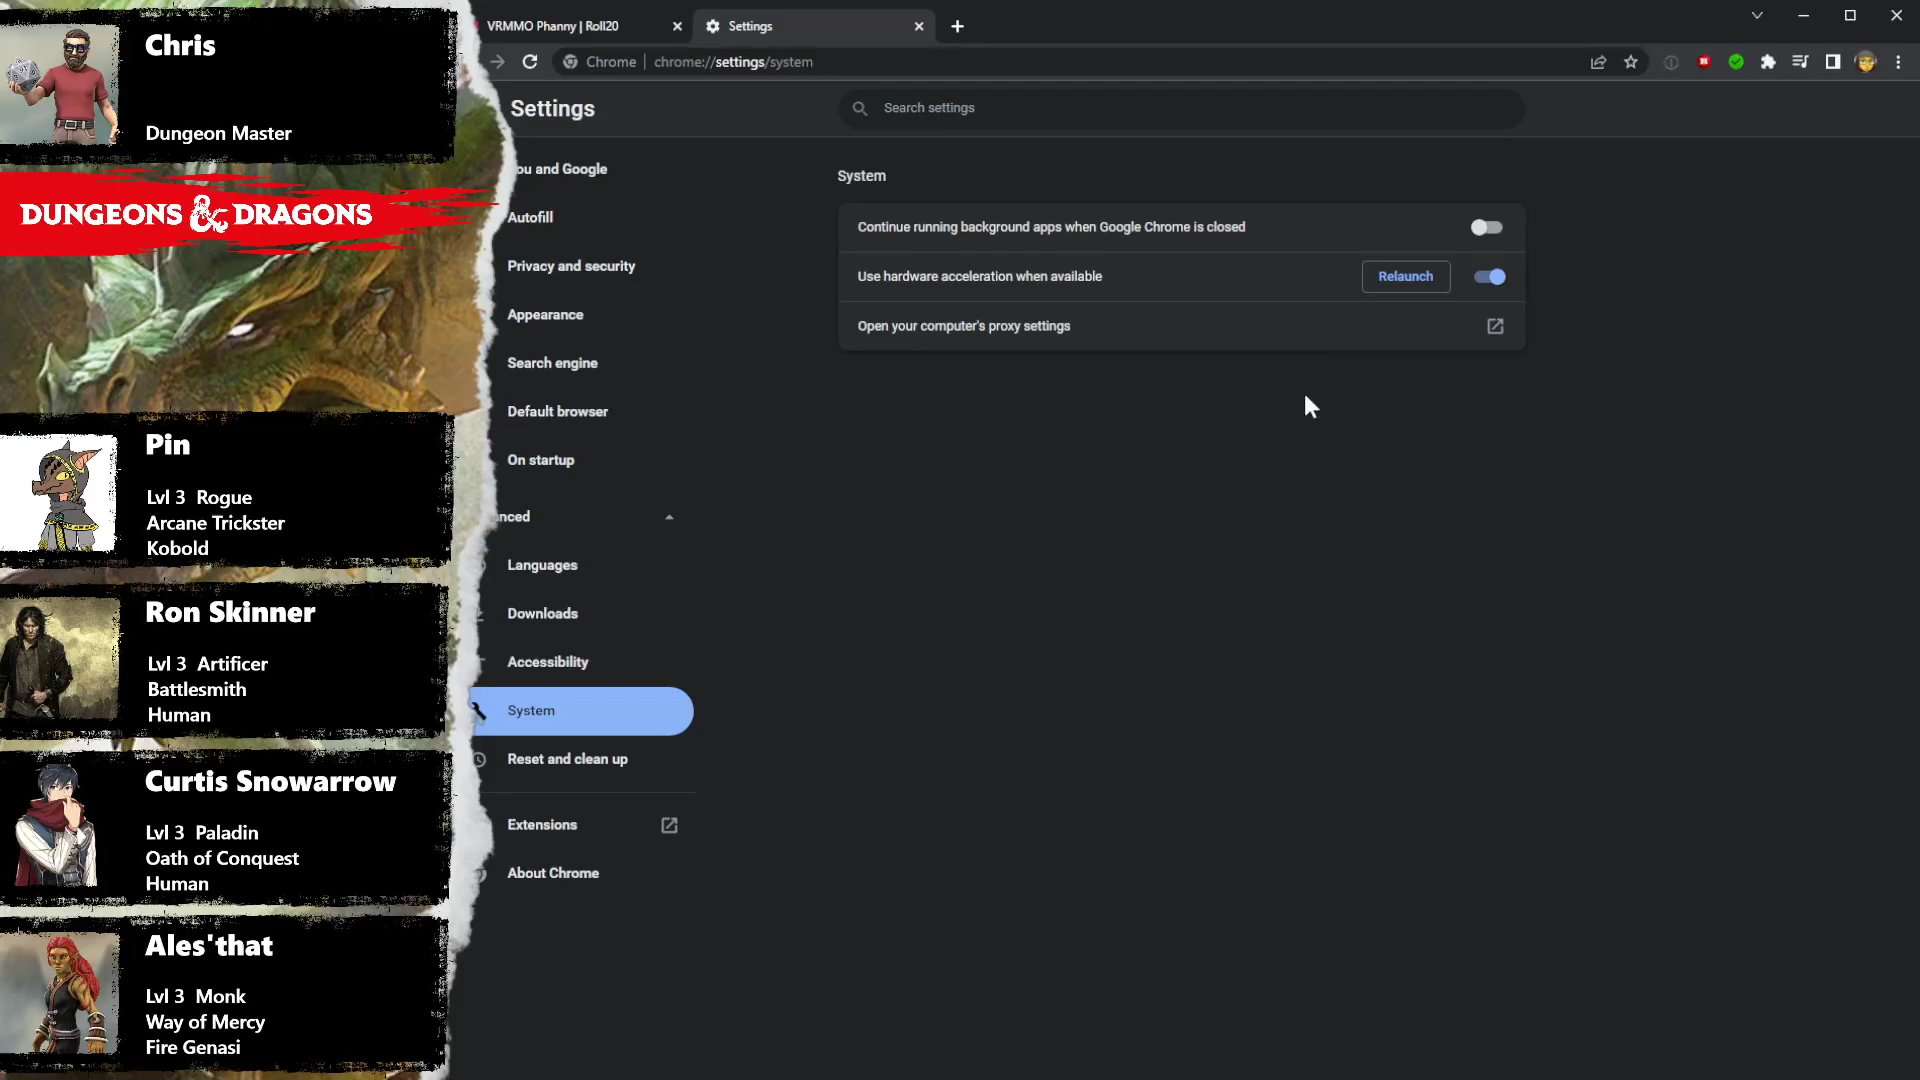 Chris
Dungeon Master
DUNGEONS & DRAGONS
Pin
Lvl 3 Rogue
Arcane Trickster
Kobold
Ron Skinner
Lvl 3 Artificer
Battlesmith
Human
Curtis Snowarrow
Lvl 3 Paladin
Oath of Conquest
Human
Ales'that
Lvl 3 Monk
Way of Mercy
Fire Genasi
VRMMO Phanny | Roll20
Settings
Chrome | chrome://settings/system
Settings
Search settings
ou and Google
Autofill
Privacy and security
Appearance
Search engine
Default browser
On startup
nced
Languages
Downloads
Accessibility
System
Reset and clean up
Extensions
About Chrome
System
Continue running background apps when Google Chrome is closed
Use hardware acceleration when available
Relaunch
Open your computer's proxy settings